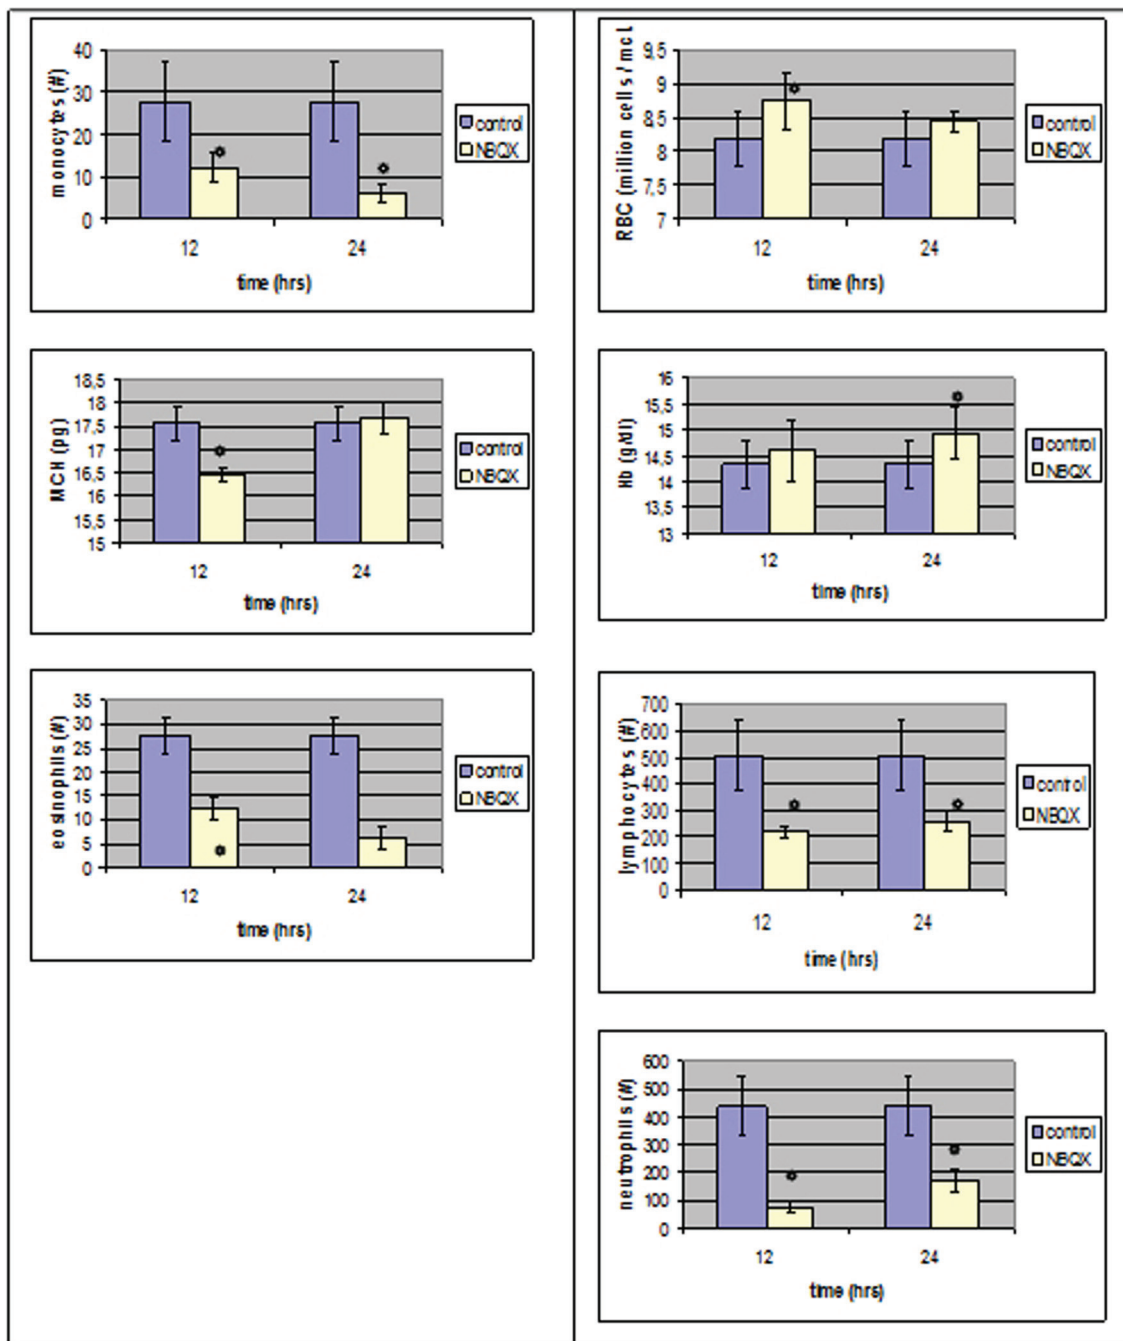 monocytes (#)
40
30
20
10
0
12
24
time (hrs)
control
NBQX
RBC (million cells / mcL
9,5
9
8,5
8
7,5
7
12
24
time (hrs)
control
NBQX
MCH (pg)
18,5
18
17,5
17
16,5
16
15,5
15
12
24
time (hrs)
control
NBQX
Hb (g/dl)
16
15,5
15
14,5
14
13,5
13
12
24
time (hrs)
control
NBQX
eosinophils (#)
35
30
25
20
15
10
5
0
12
24
time (hrs)
control
NBQX
lymphocytes (#)
700
600
500
400
300
200
100
0
12
24
time (hrs)
control
NBQX
neutrophils (#)
600
500
400
300
200
100
0
12
24
time (hrs)
control
NBQX